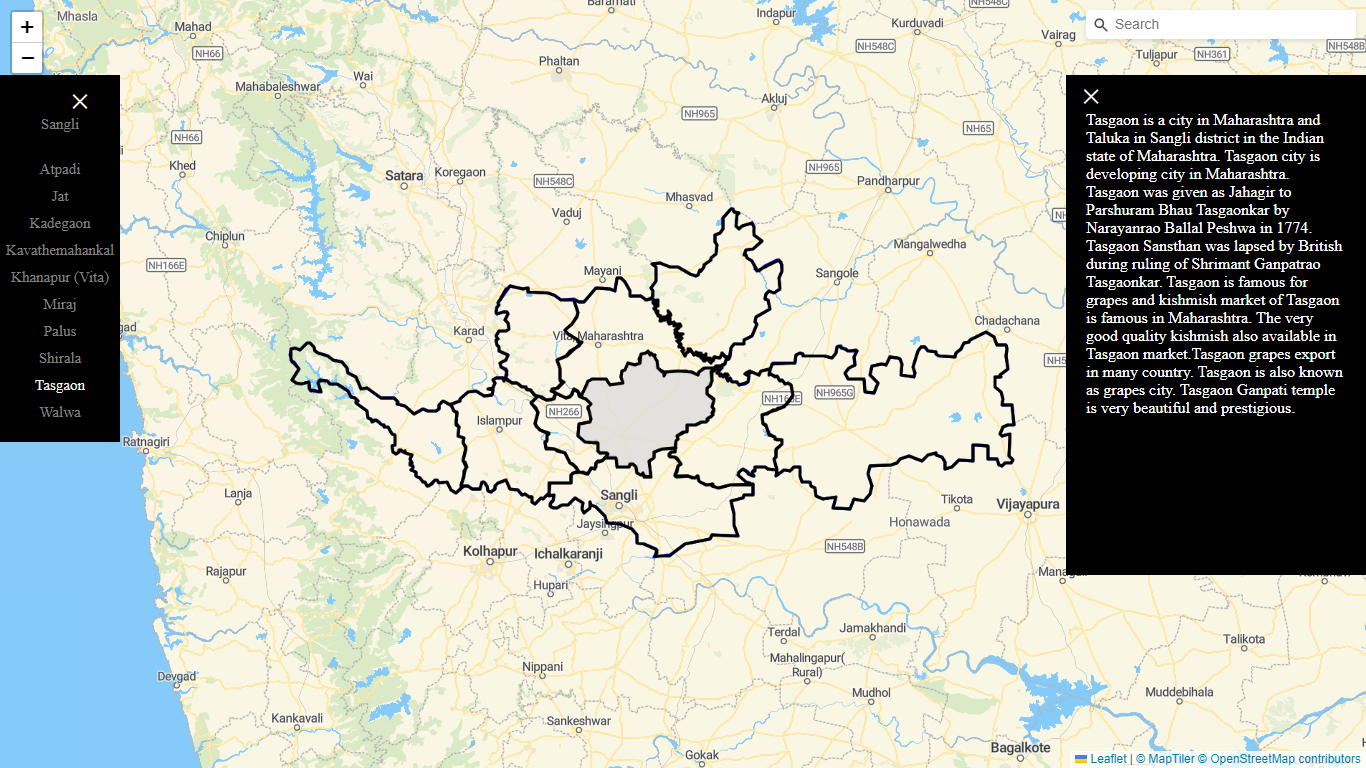 Mhasla
Mahad
Baramati
Indapur
NH548C
Kurduvadi
Vairag
Search
+
−
NH66
Wai
Phaltan
NH548C
NH361
Tuljapur
NH548B
Mahabaleshwar
Akluj
NH965
NH65
NH66
Khed
Satara
Koregaon
NH548C
NH965
Pandharpur
Mhasvad
Vaduj
Chiplun
Mangalwedha
NH166E
Mayani
Sangole
Karad
Vita, Maharashtra
Chadachana
NH166E
NH965G
NH266
Islampur
Ratnagiri
Lanja
Sangli
Tikota
Vijayapura
Jaysingpur
Honawada
Kolhapur
Ichalkaranji
NH548B
Rajapur
Hupari
Terdal
Jamakhandi
Talikota
Nippani
Mahalingapur(
Rural)
Devgad
Mudhol
Muddebihala
Kankavali
Sankeshwar
Gokak
Bagalkote
Sangli
Atpadi
Jat
Kadegaon
Kavathemahankal
Khanapur (Vita)
Miraj
Palus
Shirala
Tasgaon
Walwa
Tasgaon is a city in Maharashtra and
Taluka in Sangli district in the Indian
state of Maharashtra. Tasgaon city is
developing city in Maharashtra.
Tasgaon was given as Jahagir to
Parshuram Bhau Tasgaonkar by
Narayanrao Ballal Peshwa in 1774.
Tasgaon Sansthan was lapsed by British
during ruling of Shrimant Ganpatrao
Tasgaonkar. Tasgaon is famous for
grapes and kishmish market of Tasgaon
is famous in Maharashtra. The very
good quality kishmish also available in
Tasgaon market.Tasgaon grapes export
in many country. Tasgaon is also known
as grapes city. Tasgaon Ganpati temple
is very beautiful and prestigious.
Leaflet | © MapTiler © OpenStreetMap contributors